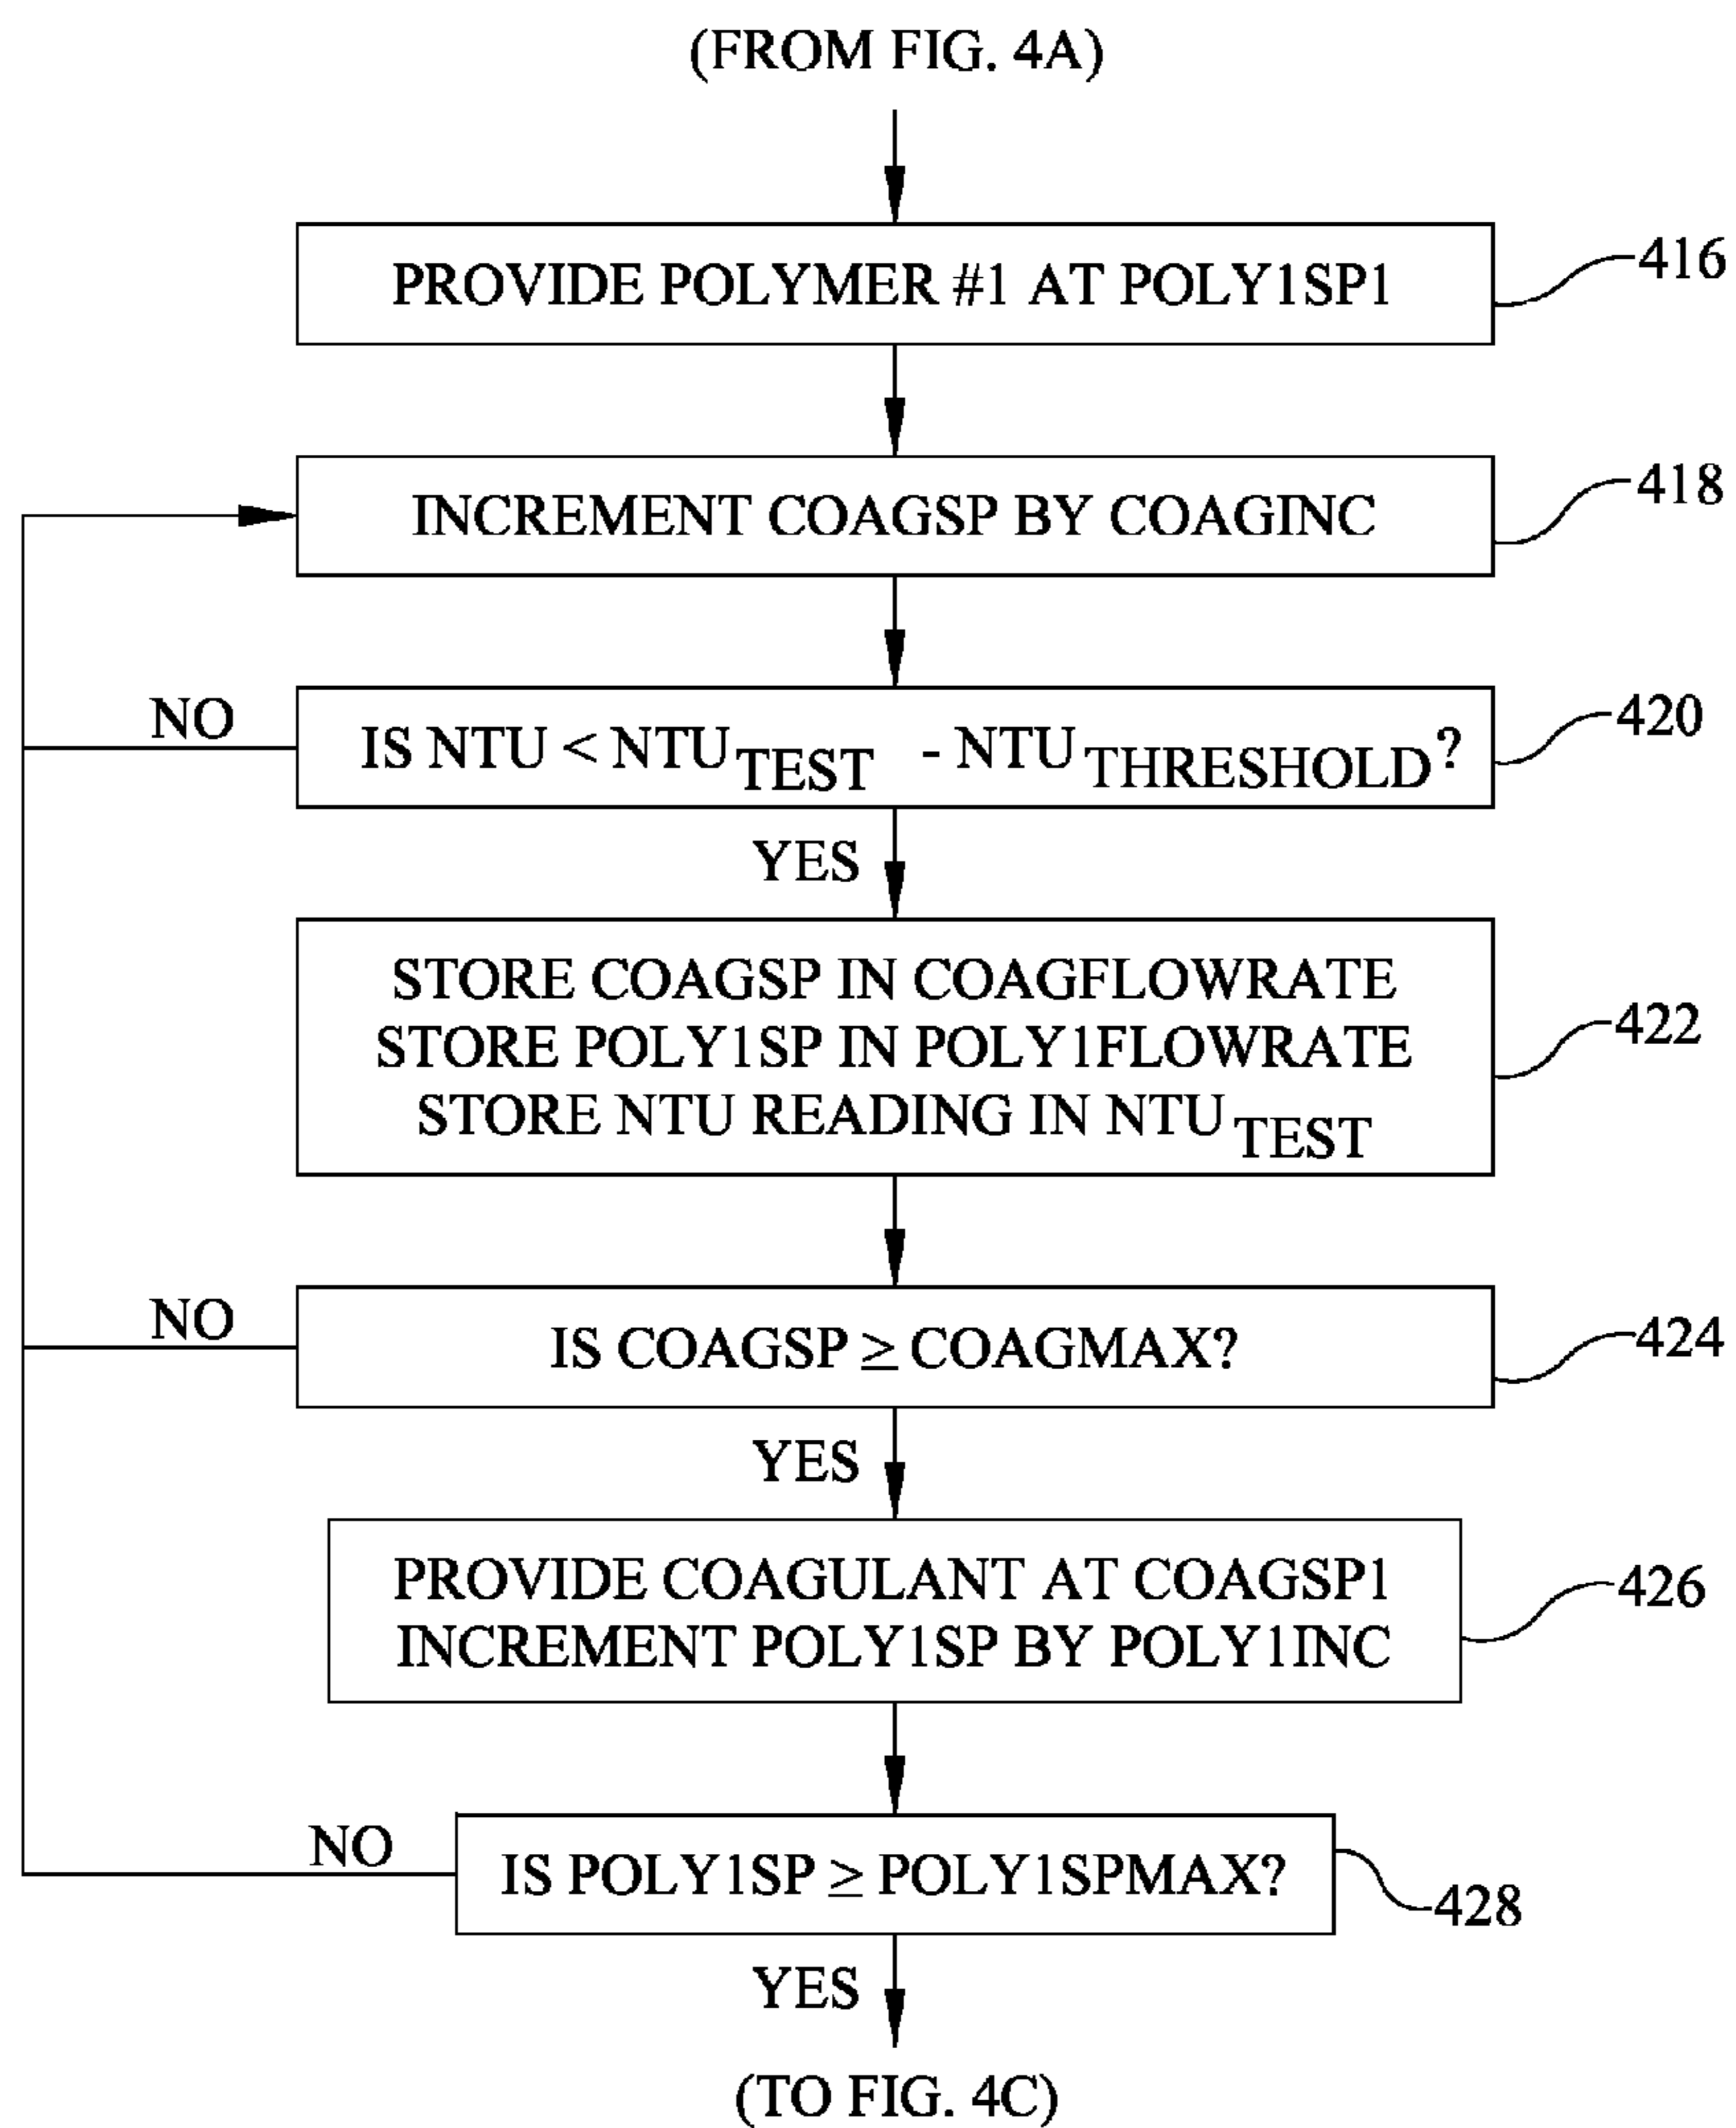 (FROM FIG. 4A)
PROVIDE POLYMER #1 AT POLY1SP1
416
INCREMENT COAGSP BY COAGINC
418
NO
IS NTU < NTU TEST - NTU THRESHOLD?
420
YES
STORE COAGSP IN COAGFLOWRATE
STORE POLY1SP IN POLY1FLOWRATE
STORE NTU READING IN NTU TEST
422
NO
IS COAGSP ≥ COAGMAX?
424
YES
PROVIDE COAGULANT AT COAGSP1
INCREMENT POLY1SP BY POLY1INC
426
NO
IS POLY1SP ≥ POLY1SPMAX?
428
YES
(TO FIG. 4C)